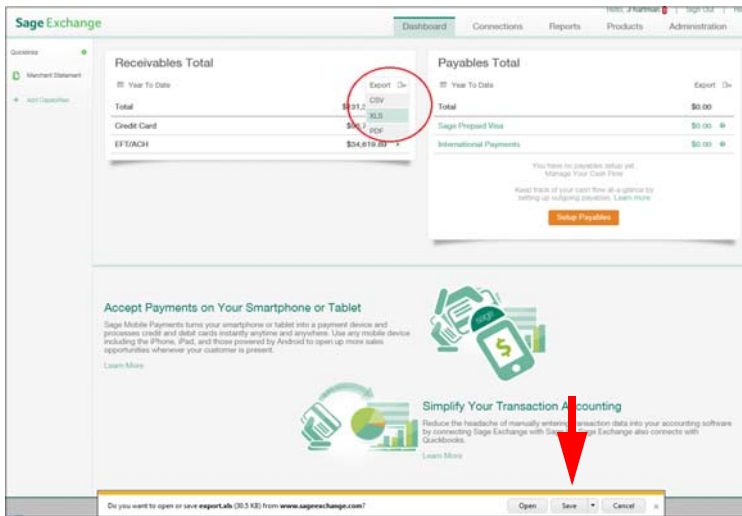 Sage Exchange
Hello, J hartman | Sign Out |
Dashboard Connections Reports Products Administration
Quicklinks
Merchant Statement
+ Add Capabilities
Receivables Total
Year To Date Export
CSV
XLS
PDF
Total
Credit Card
EFT/ACH $34,619.89
Payables Total
Year To Date Export
Total $0.00
Sage Prepaid Visa $0.00
International Payments $0.00
You have no payables setup yet.
Manage Your Cash Flow
Keep track of your cash flow at-a-glance by
setting up outgoing payables. Learn more
Setup Payables
Accept Payments on Your Smartphone or Tablet
Sage Mobile Payments turns your smartphone or tablet into a payment device and
processes credit and debit cards instantly anytime and anywhere. Use any mobile device
including the iPhone, iPad, and those powered by Android to open up more sales
opportunities whenever your customer is present.
Learn More
sage
$
Simplify Your Transaction Accounting
Reduce the headache of manually entering transaction data into your accounting software
by connecting Sage Exchange with Sage Sage Exchange also connects with
Quickbooks.
Learn More
Do you want to open or save export.xls (30.5 KB) from www.sageexchange.com?
Open Save Cancel x